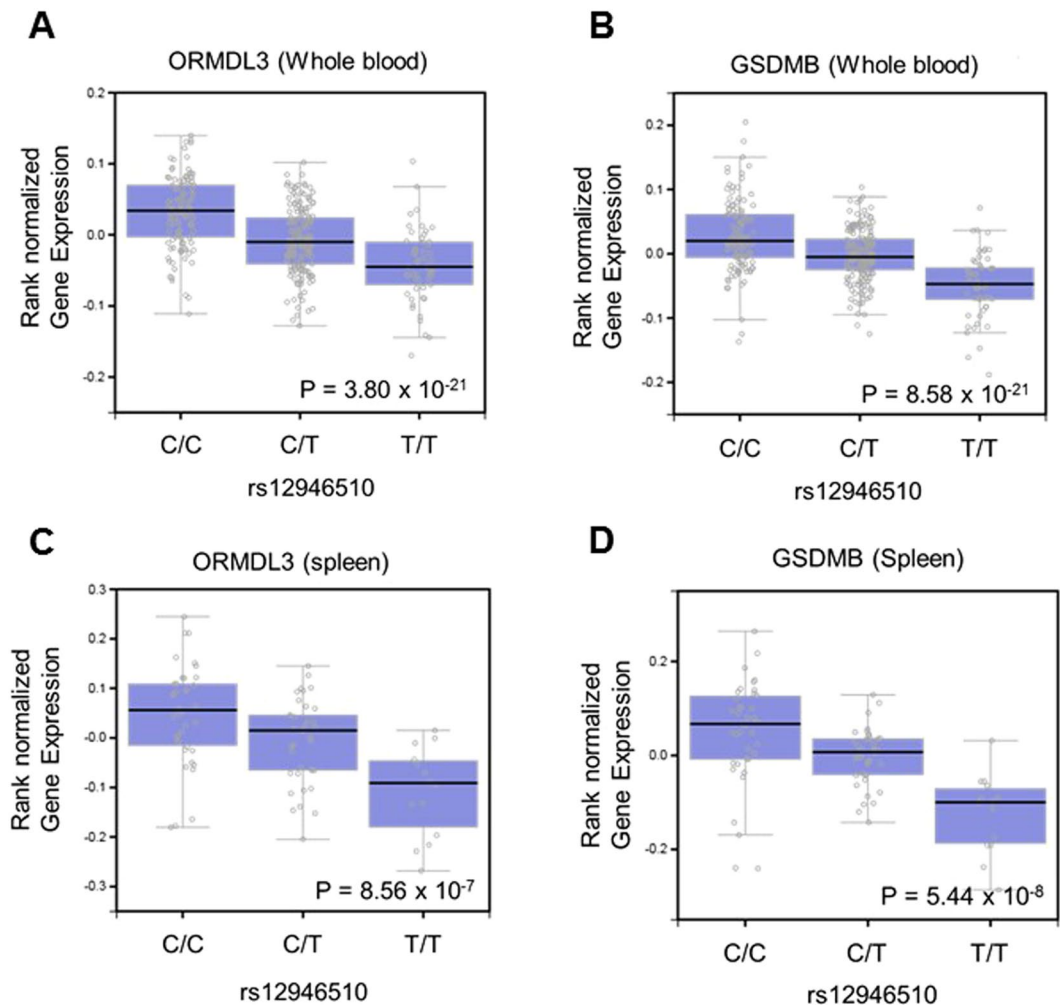 A
ORMDL3 (Whole blood)
Rank normalized
Gene Expression
0.2
0.1
0.0
-0.1
-0.2
P = 3.80 x 10-21
C/C C/T T/T
rs12946510
B
GSDMB (Whole blood)
Rank normalized
Gene Expression
0.2
0.1
0.0
-0.1
-0.2
P = 8.58 x 10-21
C/C C/T T/T
rs12946510
C
ORMDL3 (spleen)
Rank normalized
Gene Expression
0.3
0.2
0.1
-0.0
-0.1
-0.2
-0.3
P = 8.56 x 10-7
C/C C/T T/T
rs12946510
D
GSDMB (Spleen)
Rank normalized
Gene Expression
0.2
0.0
-0.2
P = 5.44 x 10-8
C/C C/T T/T
rs12946510